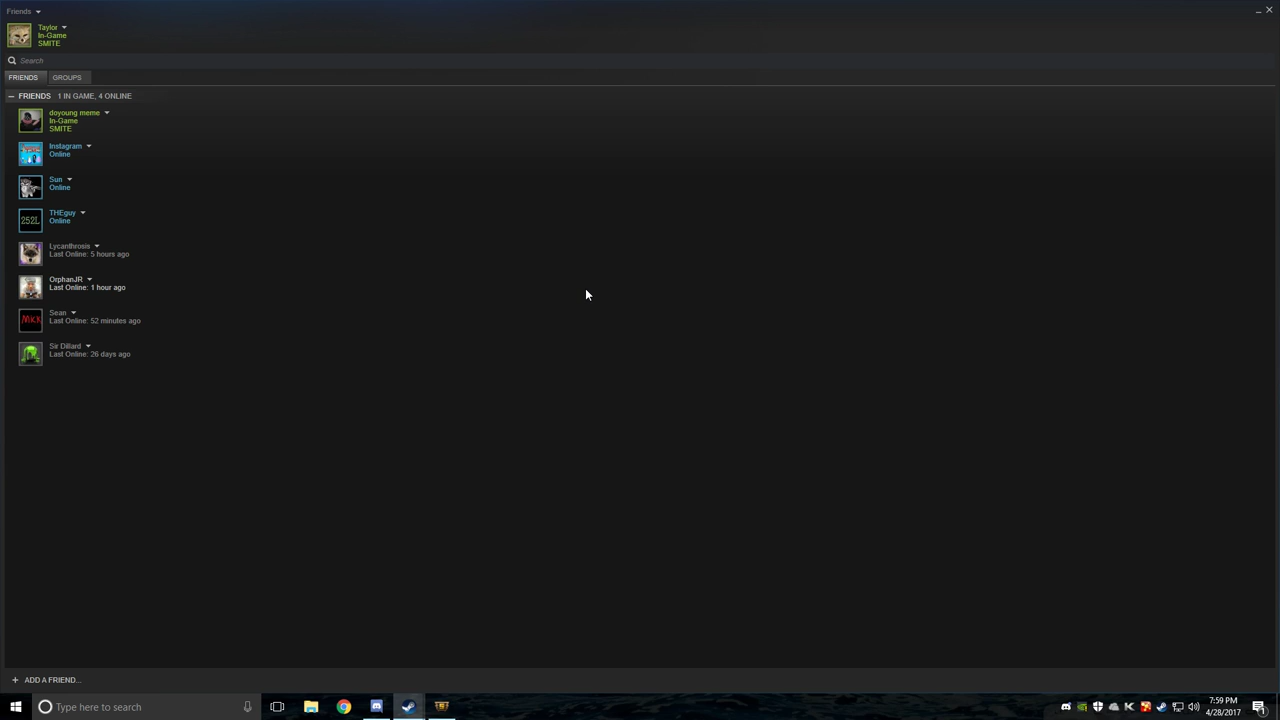 Friends
Taylor
In-Game
SMITE
Search
FRIENDS GROUPS
FRIENDS 1 IN GAME, 4 ONLINE
doyoung meme
In-Game
SMITE
Instagram
Online
Sun
Online
252L
THEguy
Online
Lycanthrosis
Last Online: 5 hours ago
OrphanJR
Last Online: 1 hour ago
Sean
Last Online: 52 minutes ago
Sir Dillard
Last Online: 26 days ago
+ ADD A FRIEND...
Type here to search
7:59 PM
4/28/2017